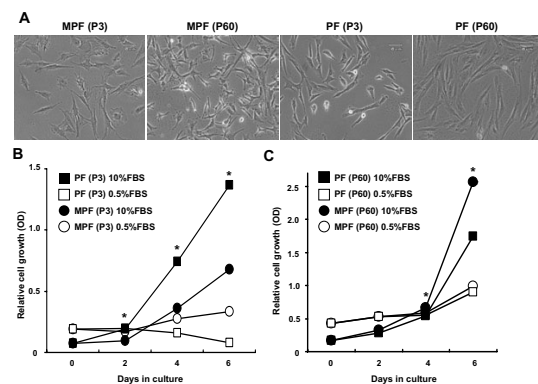 A
MPF (P3) MPF (P60) PF (P3) PF (P60)
B
1.5
1.0
0.5
0
Relative cell growth (OD)
PF (P3) 10%FBS
PF (P3) 0.5%FBS
MPF (P3) 10%FBS
MPF (P3) 0.5%FBS
* * *
0 2 4 6
Days in culture
C
2.5
2.0
1.0
0.5
0
Relative cell growth (OD)
PF (P60) 10%FBS
PF (P60) 0.5%FBS
MPF (P60) 10%FBS
MPF (P60) 0.5%FBS
* *
0 2 4 6
Days in culture